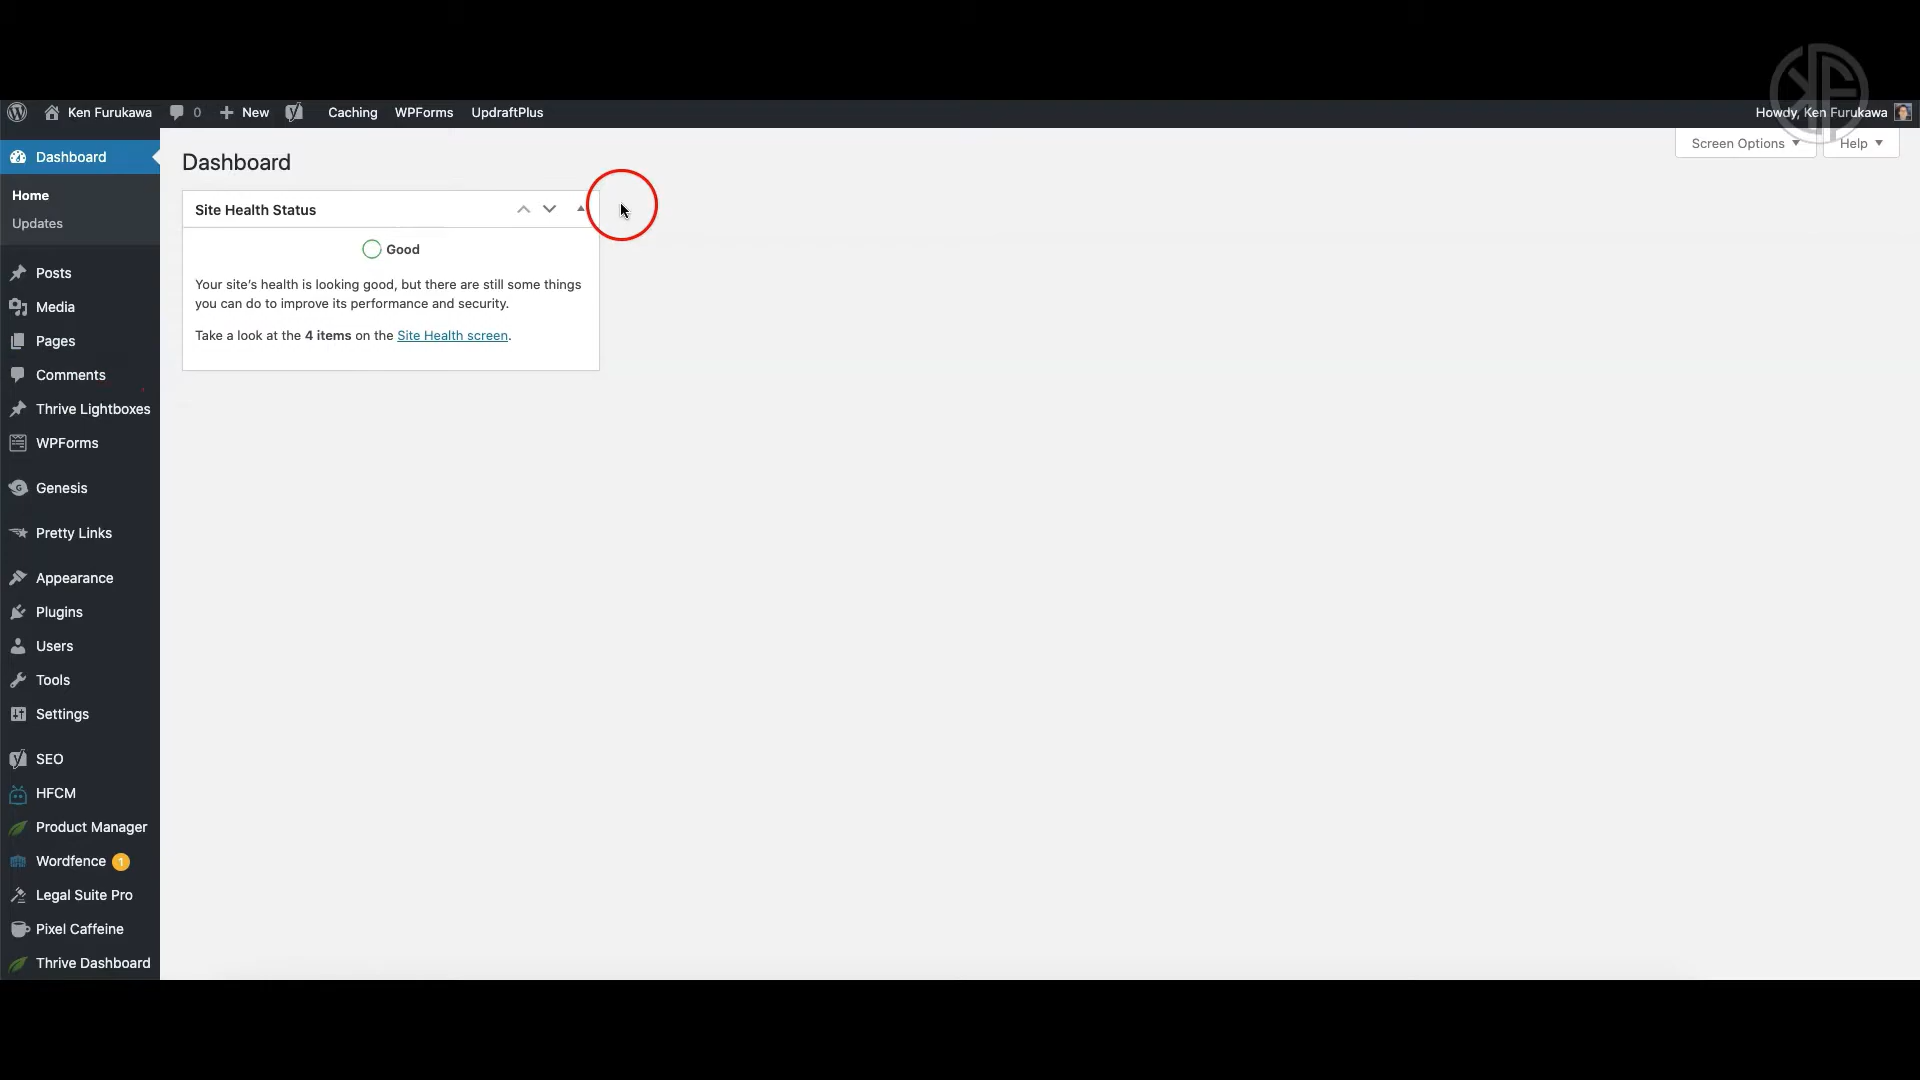 Ken Furukawa
0
New
Caching
WPForms
UpdraftPlus
Howdy, Ken Furukawa
KF
Screen Options
Help
Dashboard
Home
Updates
Posts
Media
Pages
Comments
Thrive Lightboxes
WPForms
Genesis
Pretty Links
Appearance
Plugins
Users
Tools
Settings
SEO
HFCM
Product Manager
Wordfence 1
Legal Suite Pro
Pixel Caffeine
Thrive Dashboard
Dashboard
Site Health Status
Good
Your site's health is looking good, but there are still some things
you can do to improve its performance and security.
Take a look at the 4 items on the Site Health screen.